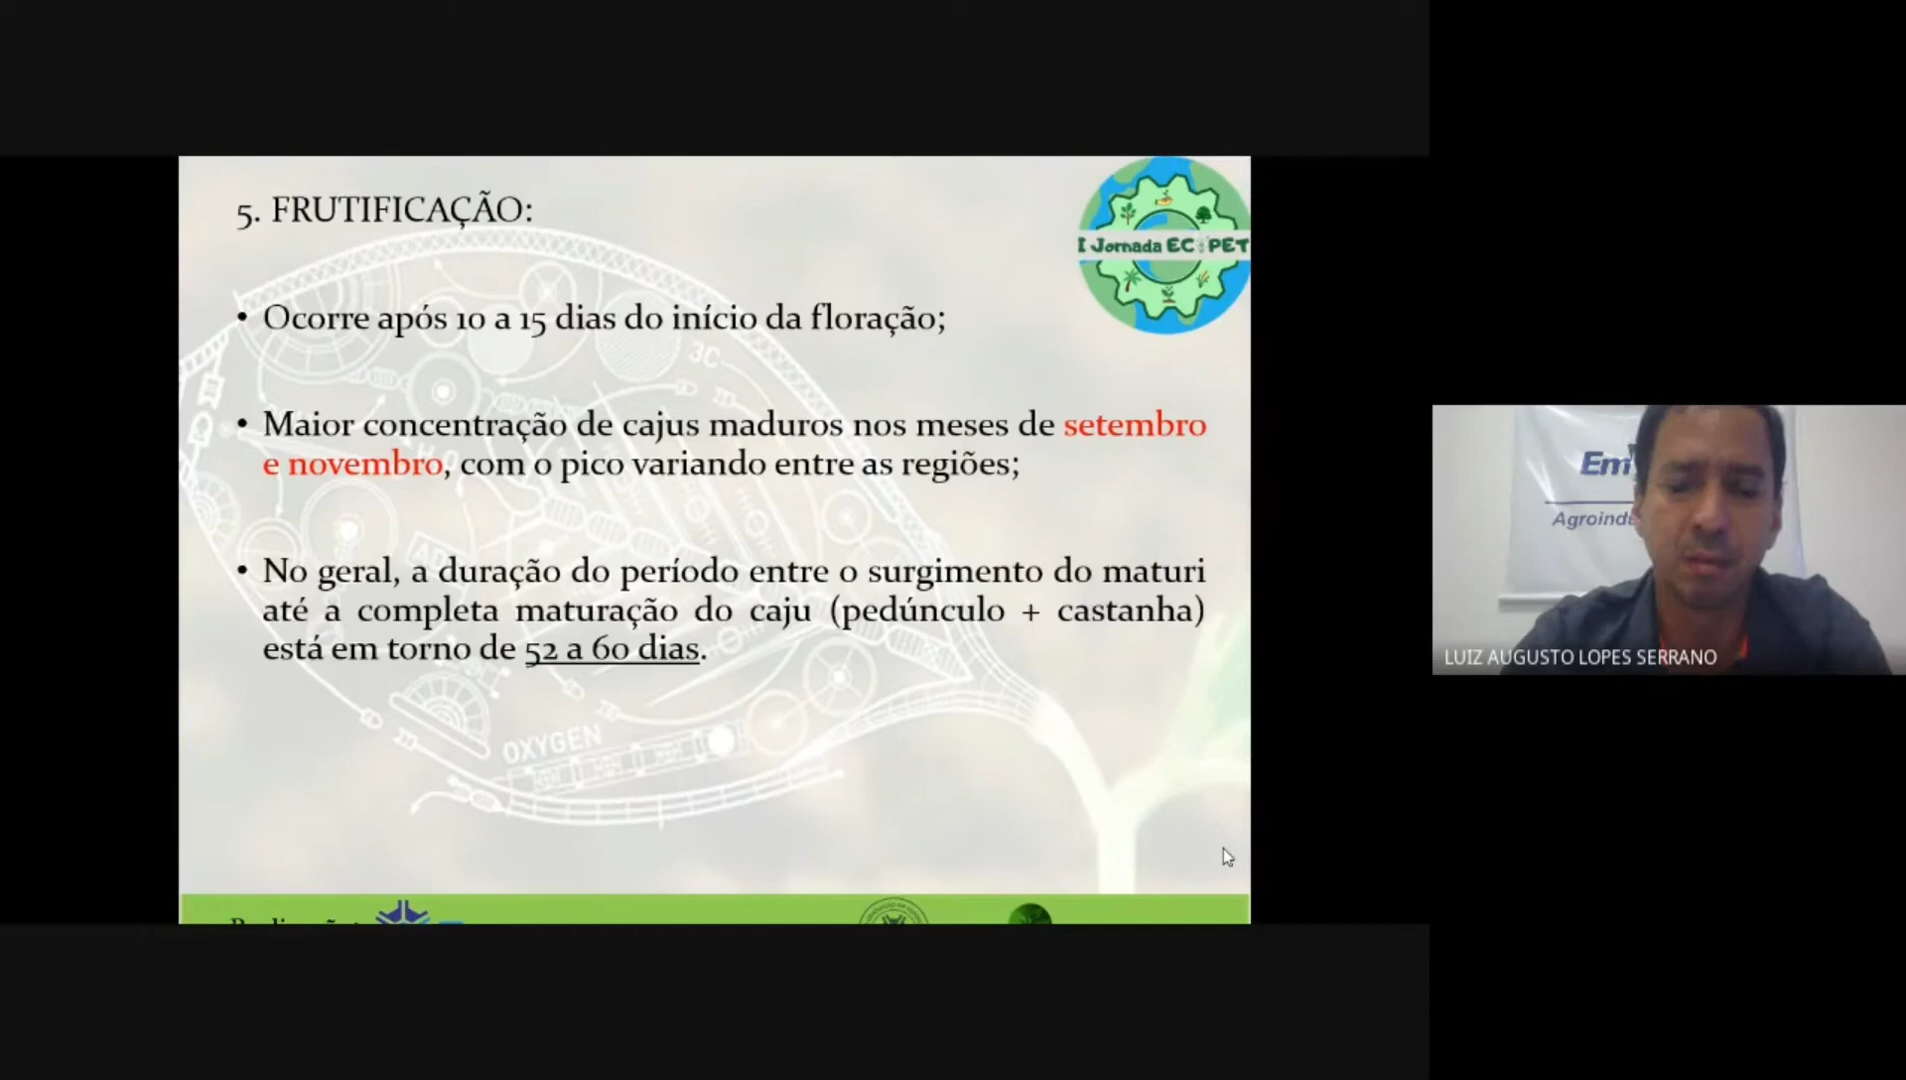 5. FRUTIFICAÇÃO:
I Jornada ECOPET
• Ocorre após 10 a 15 dias do início da floração;
3C
• Maior concentração de cajus maduros nos meses de setembro
e novembro, com o pico variando entre as regiões;
• No geral, a duração do período entre o surgimento do maturi
até a completa maturação do caju (pedúnculo + castanha)
está em torno de 52 a 60 dias.
OXYGEN
Em
Agroind
LUIZ AUGUSTO LOPES SERRANO